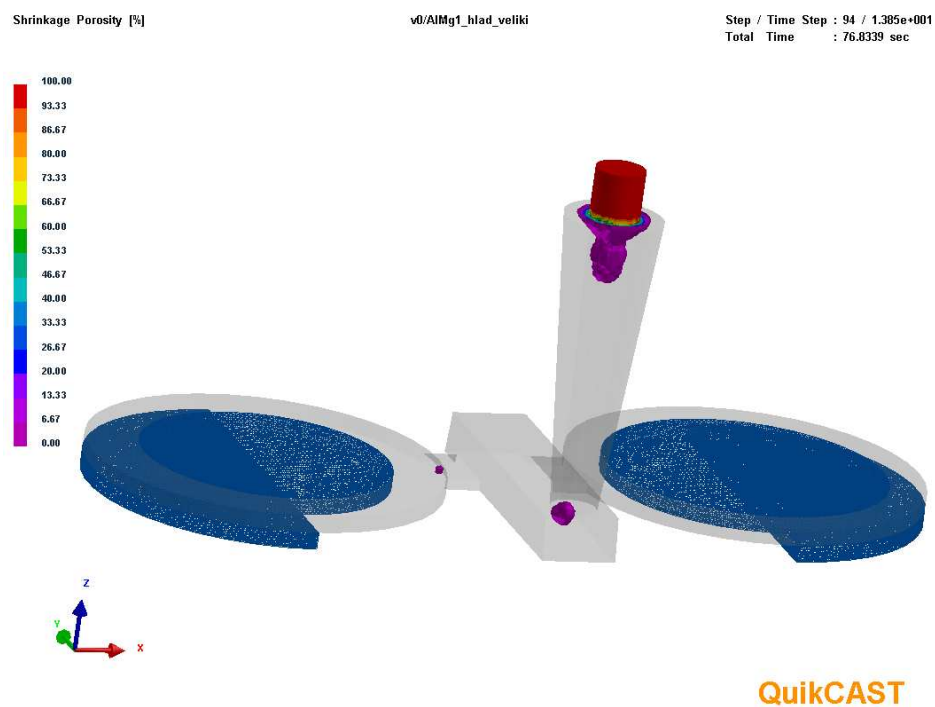 Shrinkage Porosity [%]
v0/AlMg1_hlad_veliki
Step / Time Step : 94 / 1.385e+001
Total Time : 76.8339 sec
100.00
93.33
86.67
80.00
73.33
66.67
60.00
53.33
46.67
40.00
33.33
26.67
20.00
13.33
6.67
0.00
Z
Y
X
QuikCAST